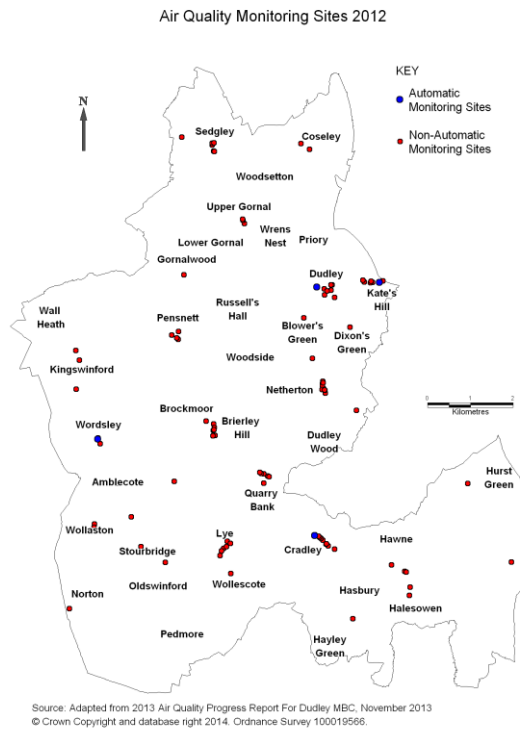 Air Quality Monitoring Sites 2012
KEY
Automatic
Monitoring Sites
Non-Automatic
Monitoring Sites
N
Sedgley
Coseley
Woodsetton
Upper Gornal
Wrens
Nest
Priory
Lower Gornal
Gornalwood
Dudley
Kate's
Hill
Russell's
Hall
Wall
Heath
Pensnett
Blower's
Green
Dixon's
Green
Woodside
Kingswinford
Netherton
0 1 2
Kilometres
Brockmoor
Brierley
Hill
Wordsley
Dudley
Wood
Amblecote
Quarry
Bank
Hurst
Green
Wollaston
Lye
Stourbridge
Cradley
Hawne
Oldswinford
Wollescote
Norton
Hasbury
Halesowen
Pedmore
Hayley
Green
Source: Adapted from 2013 Air Quality Progress Report For Dudley MBC, November 2013
© Crown Copyright and database right 2014. Ordnance Survey 100019566.